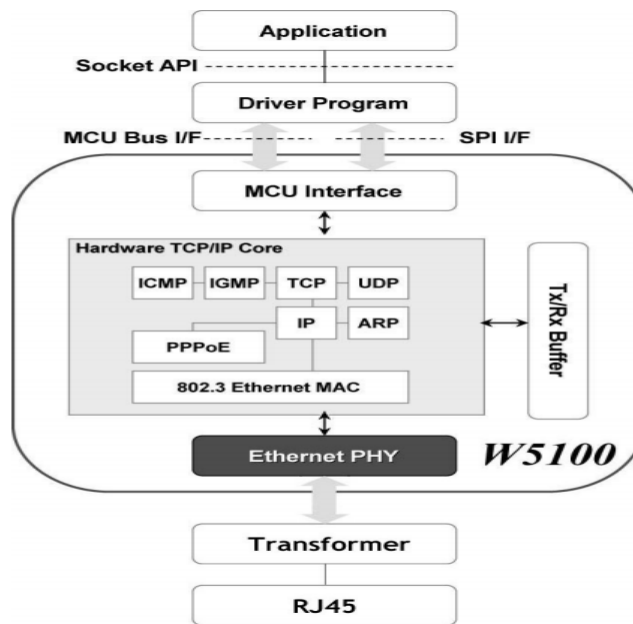 Application
Socket API
Driver Program
MCU Bus I/F
SPI I/F
MCU Interface
Hardware TCP/IP Core
ICMP IGMP TCP UDP
IP ARP
PPPoE
802.3 Ethernet MAC
Tx/Rx Buffer
Ethernet PHY
W5100
Transformer
RJ45